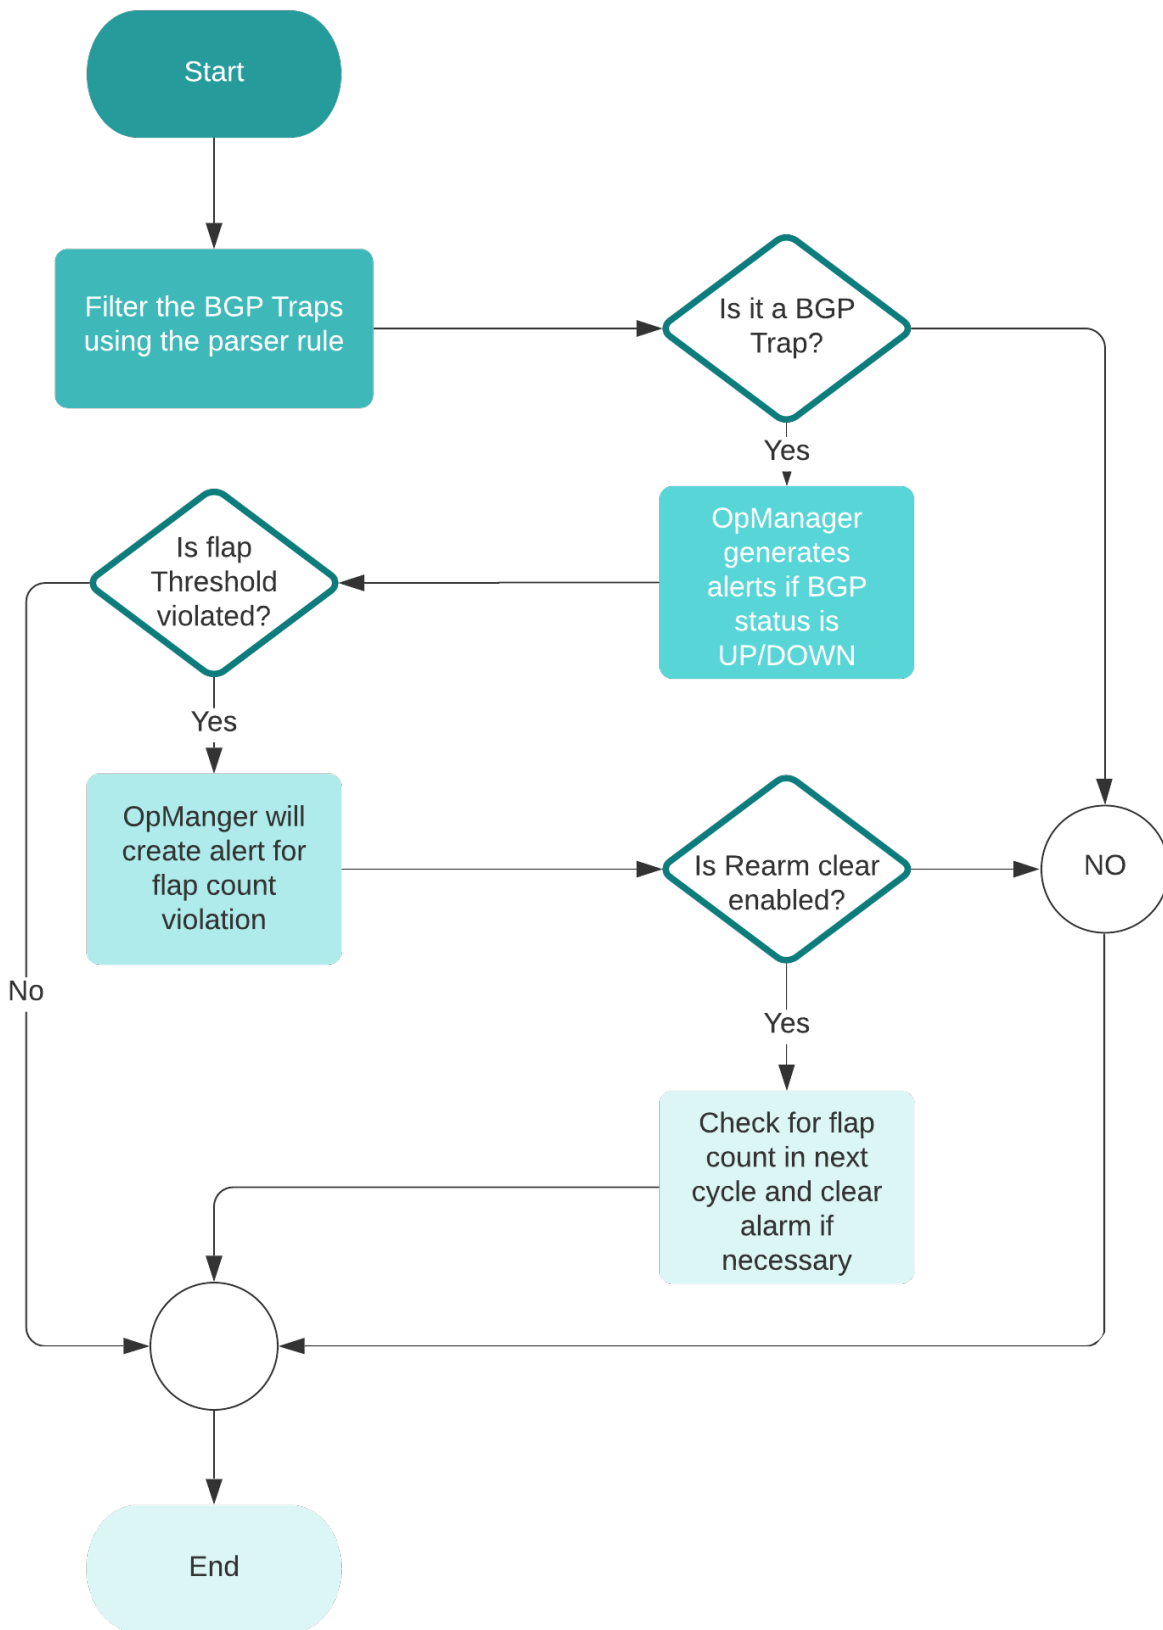 Start
Filter the BGP Traps
using the parser rule
Is it a BGP
Trap?
Yes
OpManager
generates
alerts if BGP
status is
UP/DOWN
Is flap
Threshold
violated?
Yes
OpManger will
create alert for
flap count
violation
Is Rearm clear
enabled?
NO
No
Yes
Check for flap
count in next
cycle and clear
alarm if
necessary
End